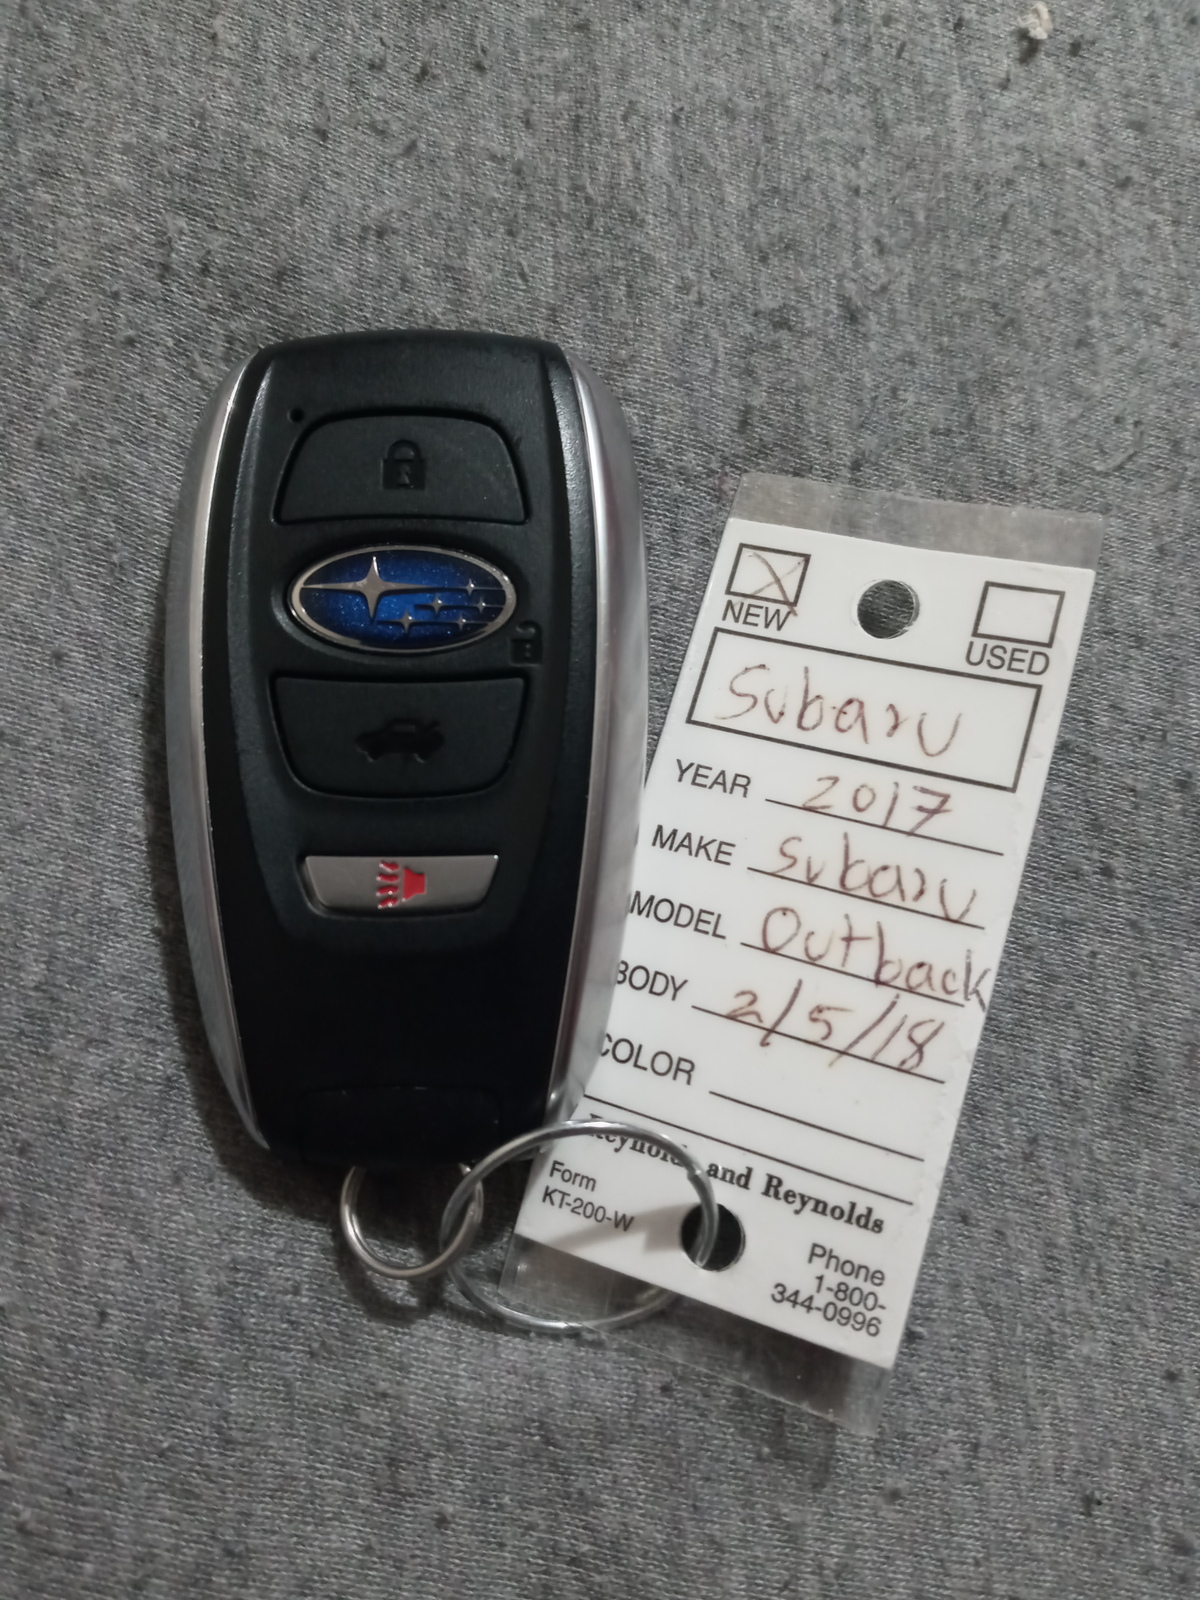 NEW
USED
Subaru
YEAR 2017
MAKE Subaru
MODEL Outback
BODY 2/5/18
COLOR
Reynolds and Reynolds
Form
KT-200-W
Phone
1-800-
344-0996